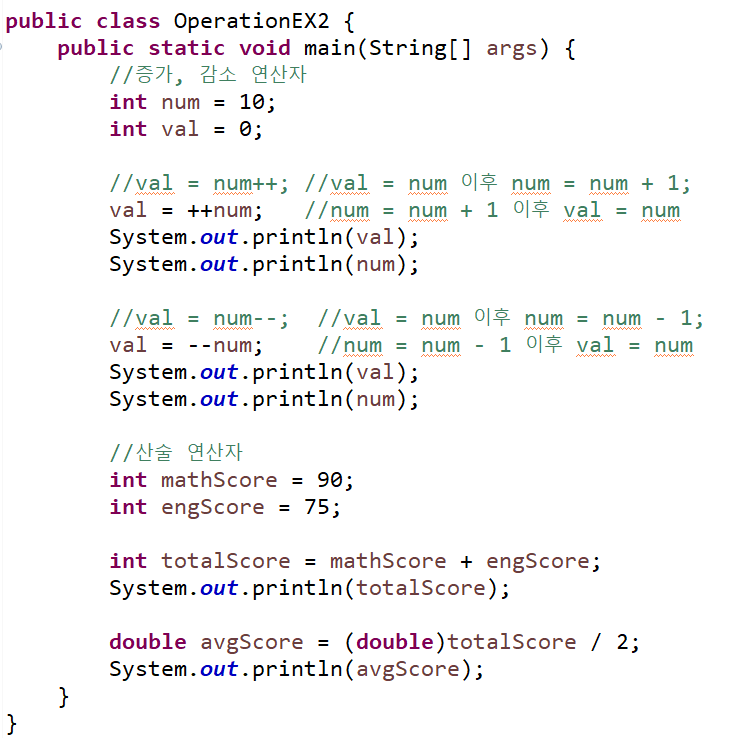 public class OperationEX2 {
public static void main(String[] args) {
//증가, 감소 연산자
int num = 10;
int val = 0;
//val = num++; //val = num 이후 num = num + 1;
val = ++num;   //num = num + 1 이후 val = num
System.out.println(val);
System.out.println(num);
//val = num--;  //val = num 이후 num = num - 1;
val = --num;    //num = num - 1 이후 val = num
System.out.println(val);
System.out.println(num);
//산술 연산자
int mathScore = 90;
int engScore = 75;
int totalScore = mathScore + engScore;
System.out.println(totalScore);
double avgScore = (double)totalScore / 2;
System.out.println(avgScore);
}
}